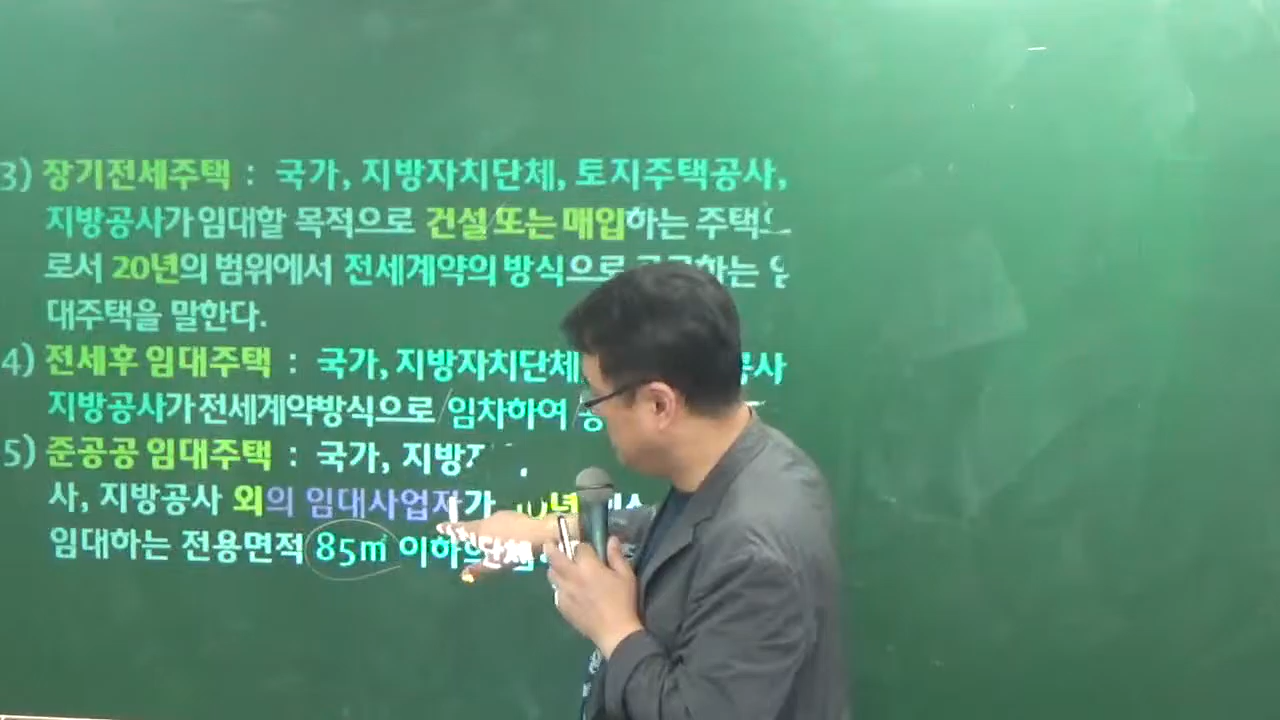 3) 장기전세주택 : 국가, 지방자치단체, 토지주택공사,
지방공사가 임대할 목적으로 건설 또는 매입하는 주택으
로서 20년의 범위에서 전세계약의 방식으로 하는
대주택을 말한다.
4) 전세후 임대주택 : 국가, 지방자치단체 공사
지방공사가 전세계약방식으로 임차하여
5) 준공공 임대주택 : 국가, 지방
사, 지방공사 외의 임대사업자가 10년
임대하는 전용면적 85㎡ 이하의 단